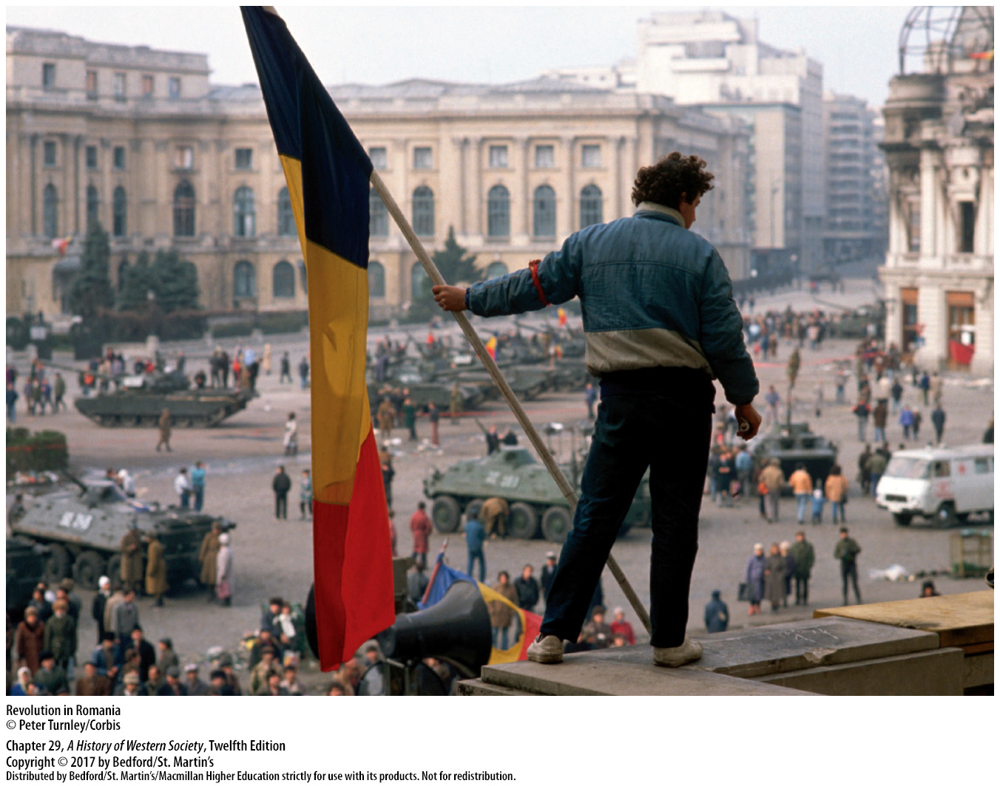 Revolution in Romania
© Peter Turnley/Corbis
Chapter 29, A History of Western Society, Twelfth Edition
Copyright © 2017 by Bedford/St. Martin's
Distributed by Bedford/St. Martin's/Macmillan Higher Education strictly for use with its products. Not for redistribution.